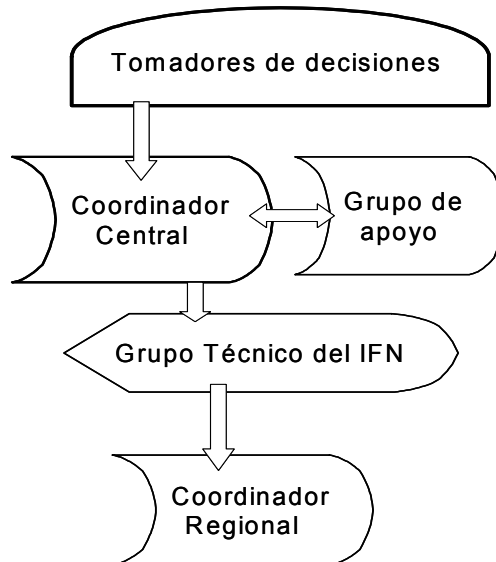 Tomadores de decisiones
Coordinador
Central
Grupo de
apoyo
Grupo Técnico del IFN
Coordinador
Regional